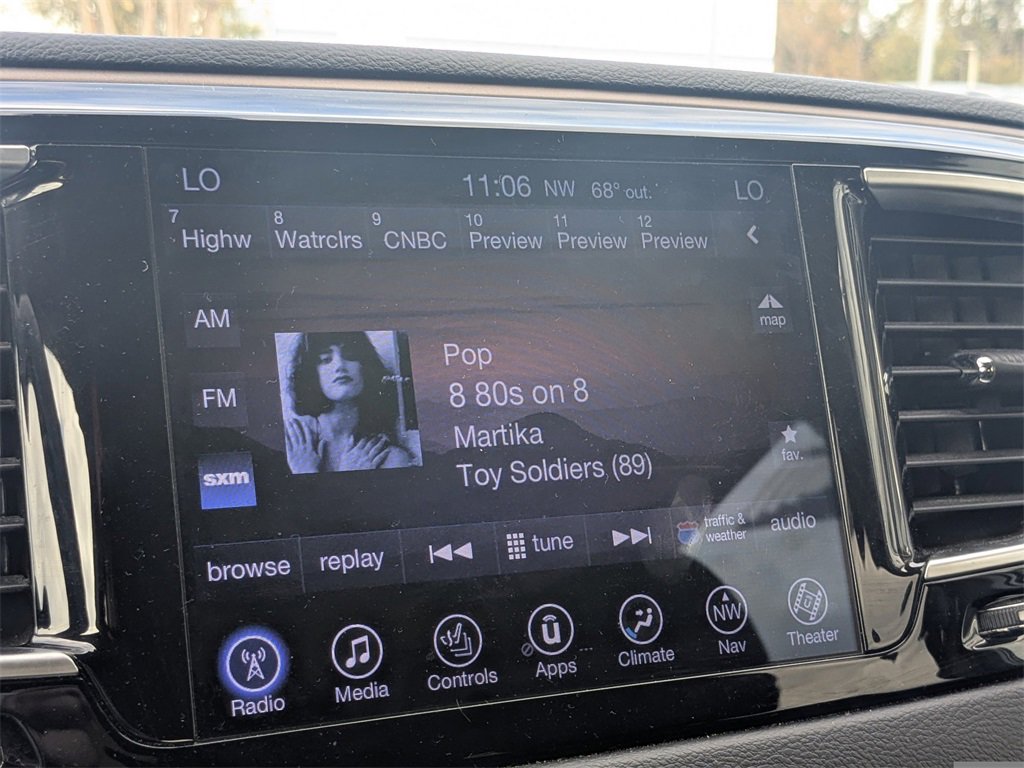 LO 11:06 NW 68° out. LO
7 8 9 10 11 12
Highw Watrclrs CNBC Preview Preview Preview
AM
map
FM
Pop
8 80s on 8
Martika
Toy Soldiers (89)
fav.
sxm
browse replay tune traffic & weather audio
Radio Media Controls Apps Climate NW Nav Theater